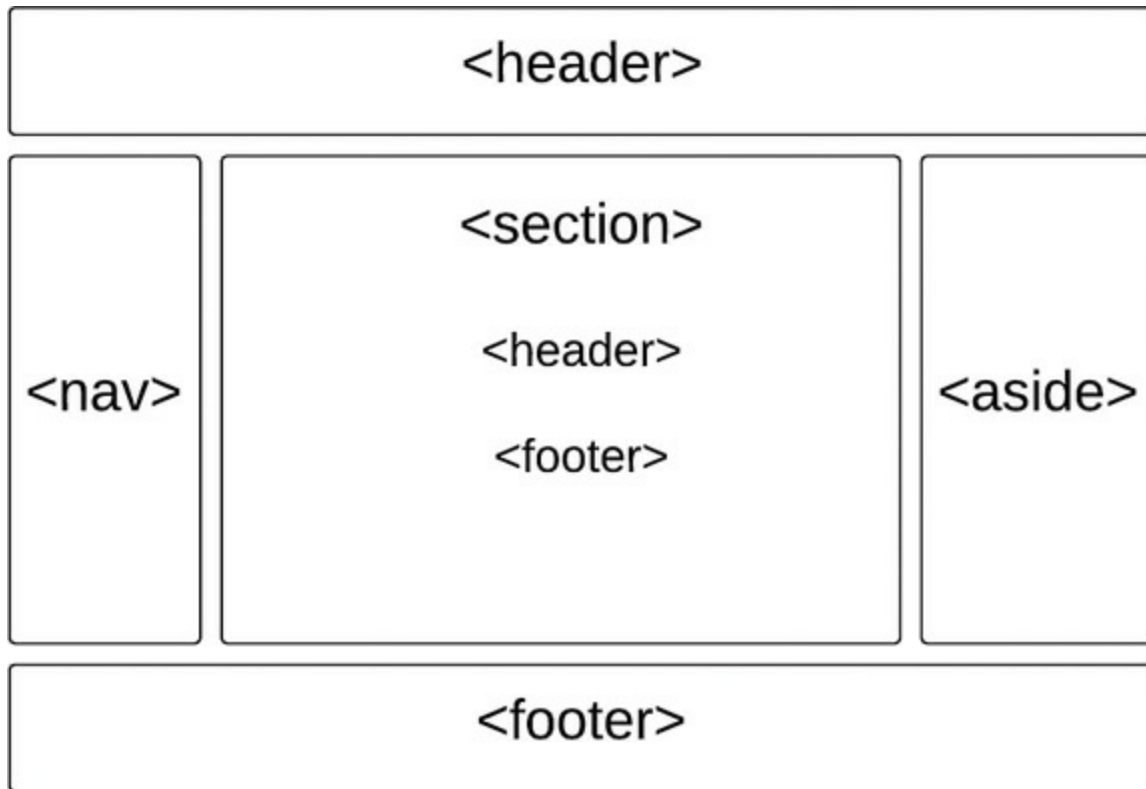 <header>
<nav>
<section>
<header>
<footer>
<aside>
<footer>